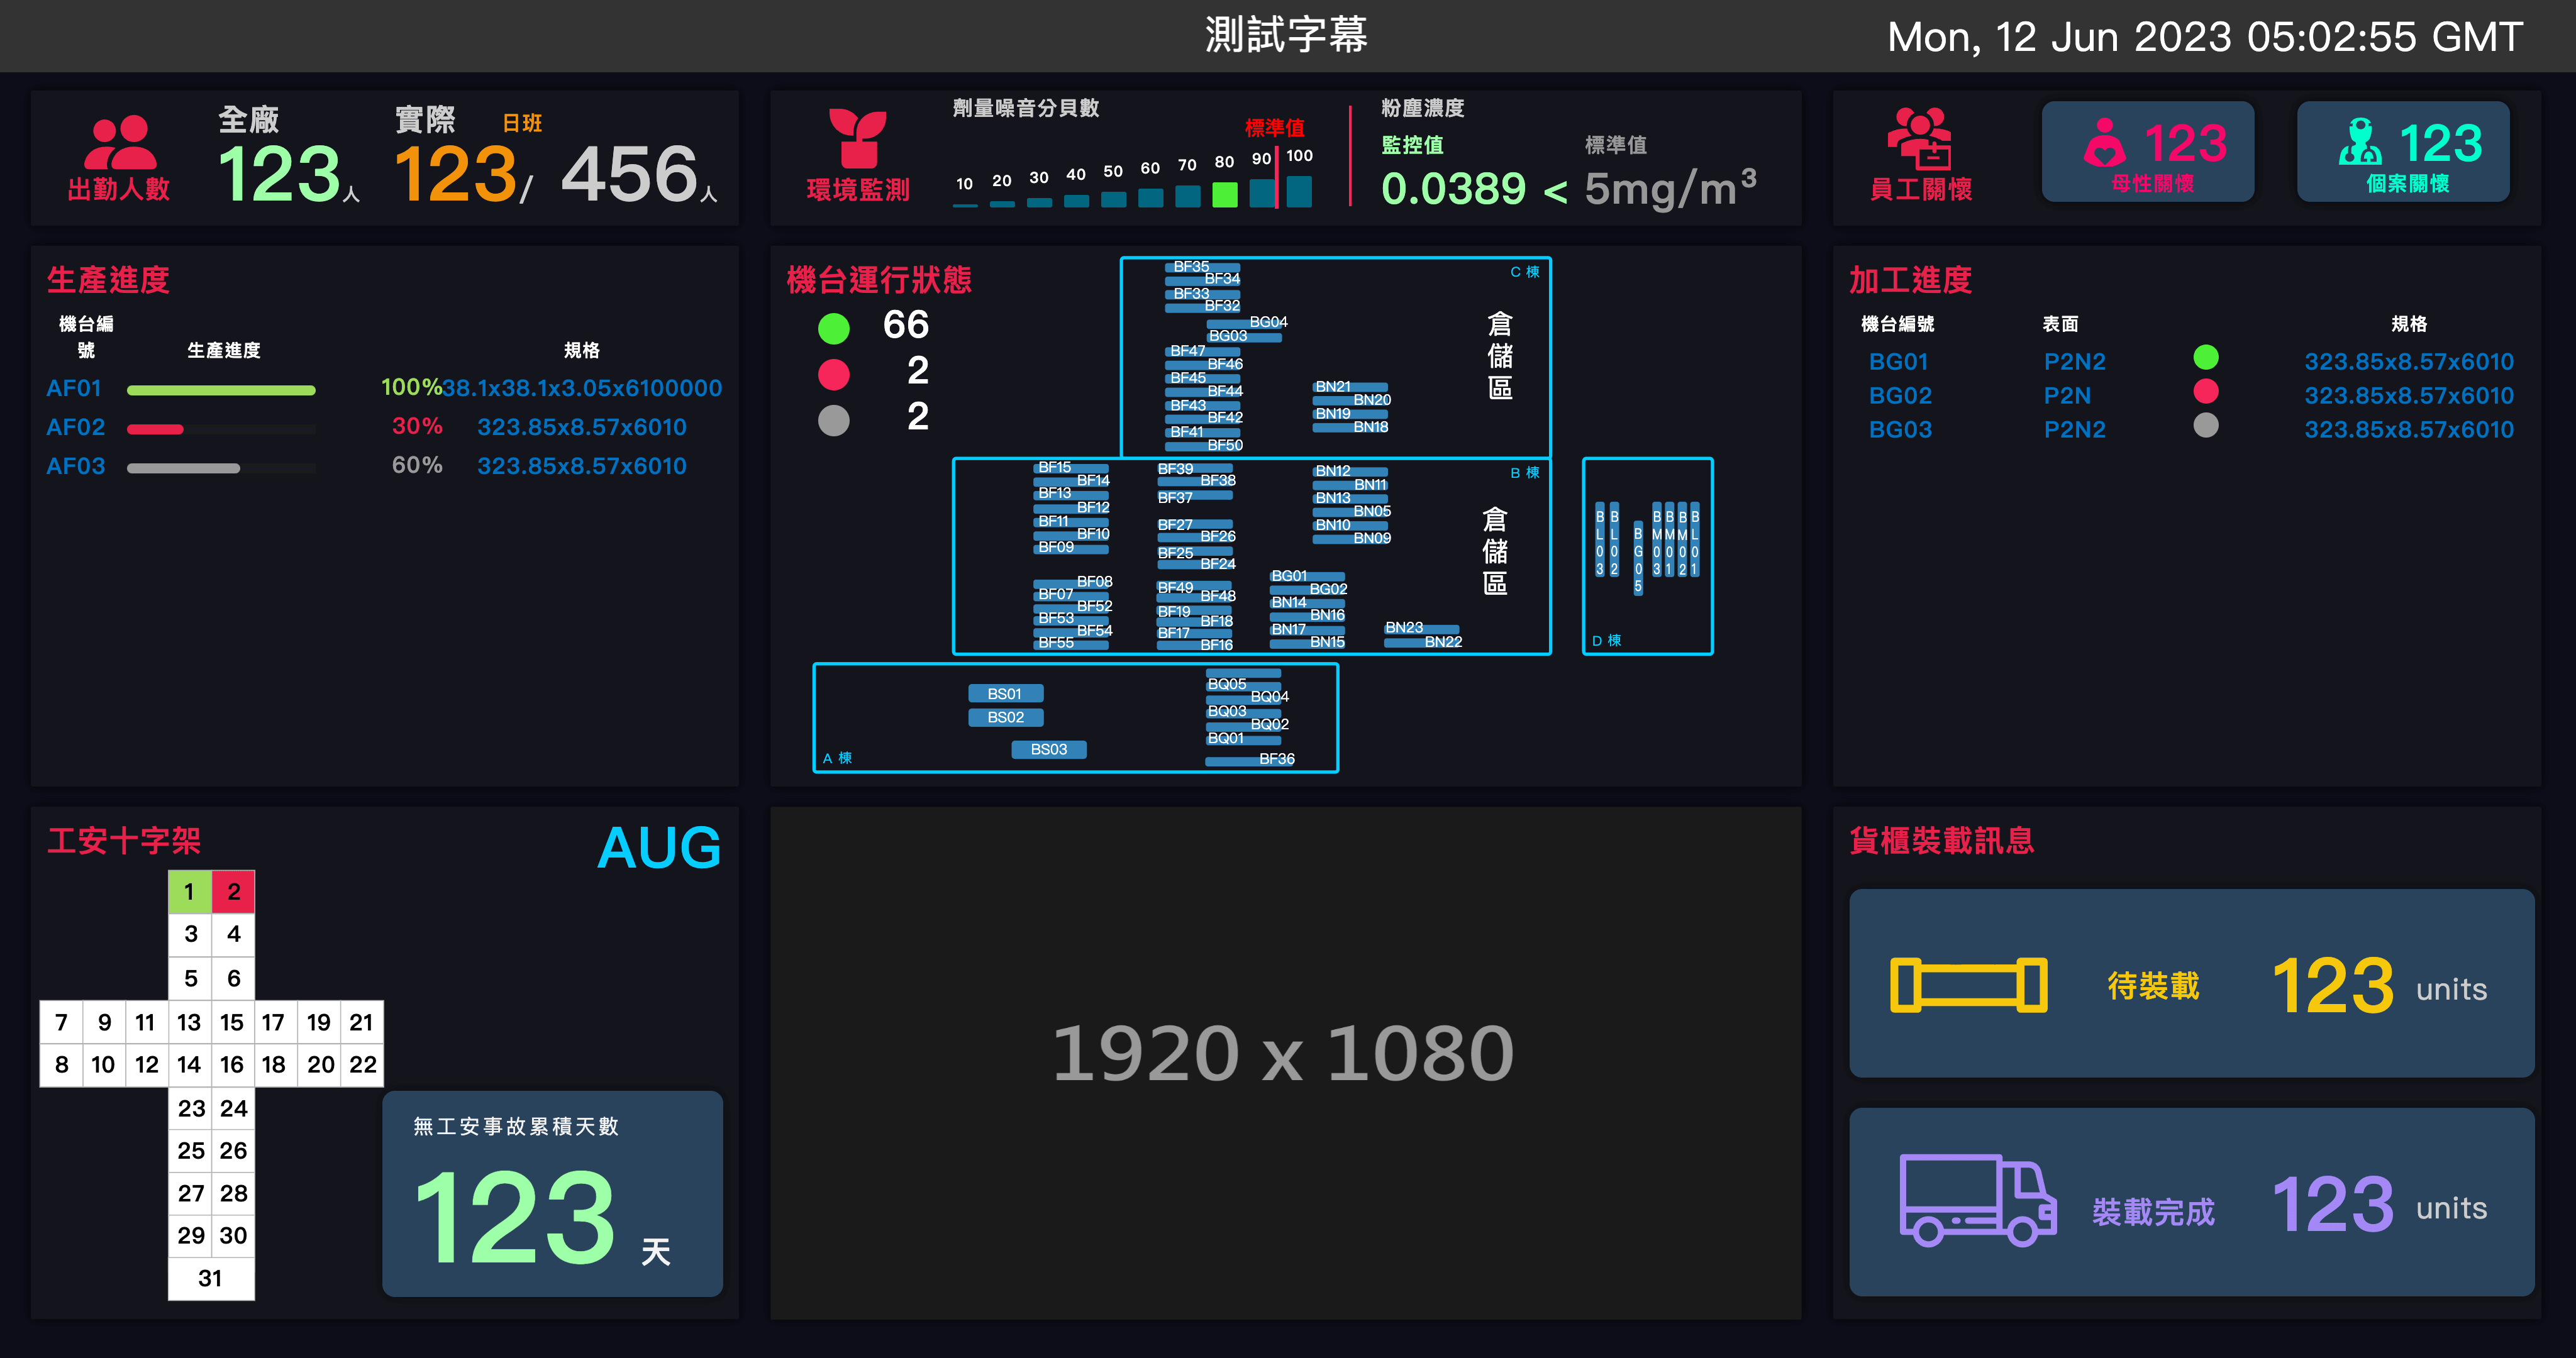 測試字幕
Mon, 12 Jun 2023 05:02:55 GMT
出勤人數
全廠
123人
實際 日班
123/ 456人
環境監測
劑量噪音分貝數
標準值
10 20 30 40 50 60 70 80 90 100
粉塵濃度
監控值 標準值
0.0389 < 5mg/m³
員工關懷
123
母性關懷
123
個案關懷
生產進度
機台編號 生產進度 規格
AF01 100% 38.1x38.1x3.05x6100000
AF02 30% 323.85x8.57x6010
AF03 60% 323.85x8.57x6010
機台運行狀態
66
2
2
C 棟
倉儲區
BF35
BF34
BF33
BF32
BG04
BG03
BF47
BF46
BF45
BF44
BF43
BF42
BF41
BF50
BN21
BN20
BN19
BN18
B 棟
倉儲區
BF15
BF14
BF13
BF12
BF11
BF10
BF09
BF08
BF07
BF52
BF53
BF54
BF55
BF39
BF38
BF37
BF27
BF26
BF25
BF24
BF49
BF48
BF19
BF18
BF17
BF16
BN12
BN11
BN13
BN05
BN10
BN09
BG01
BG02
BN14
BN16
BN17
BN15
BN23
BN22
BL03
BL02
BG05
BM03
BM01
BM02
BL01
D 棟
BS01
BS02
BS03
BQ05
BQ04
BQ03
BQ02
BQ01
BF36
A 棟
加工進度
機台編號 表面 規格
BG01 P2N2 323.85x8.57x6010
BG02 P2N 323.85x8.57x6010
BG03 P2N2 323.85x8.57x6010
工安十字架
AUG
1 2
3 4
5 6
7 9 11 13 15 17 19 21
8 10 12 14 16 18 20 22
23 24
25 26
27 28
29 30
31
無工安事故累積天數
123 天
1920 x 1080
貨櫃裝載訊息
待裝載 123 units
裝載完成 123 units